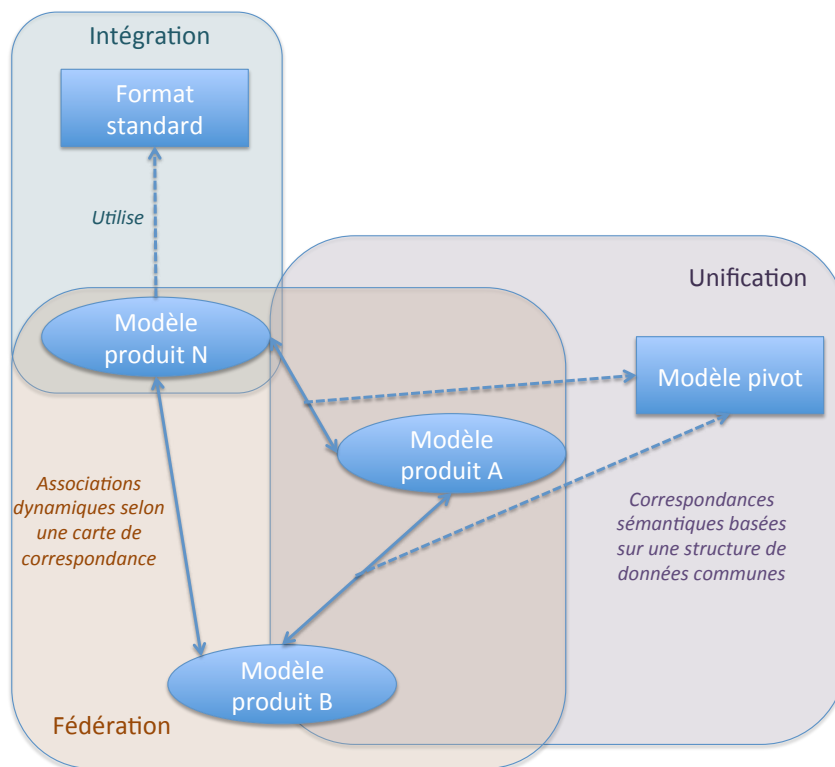 Intégration
Format
standard
Utilise
Unification
Modèle
produit N
Modèle pivot
Modèle
produit A
Associations
dynamiques selon
une carte de
correspondance
Correspondances
sémantiques basées
sur une structure de
données communes
Modèle
produit B
Fédération